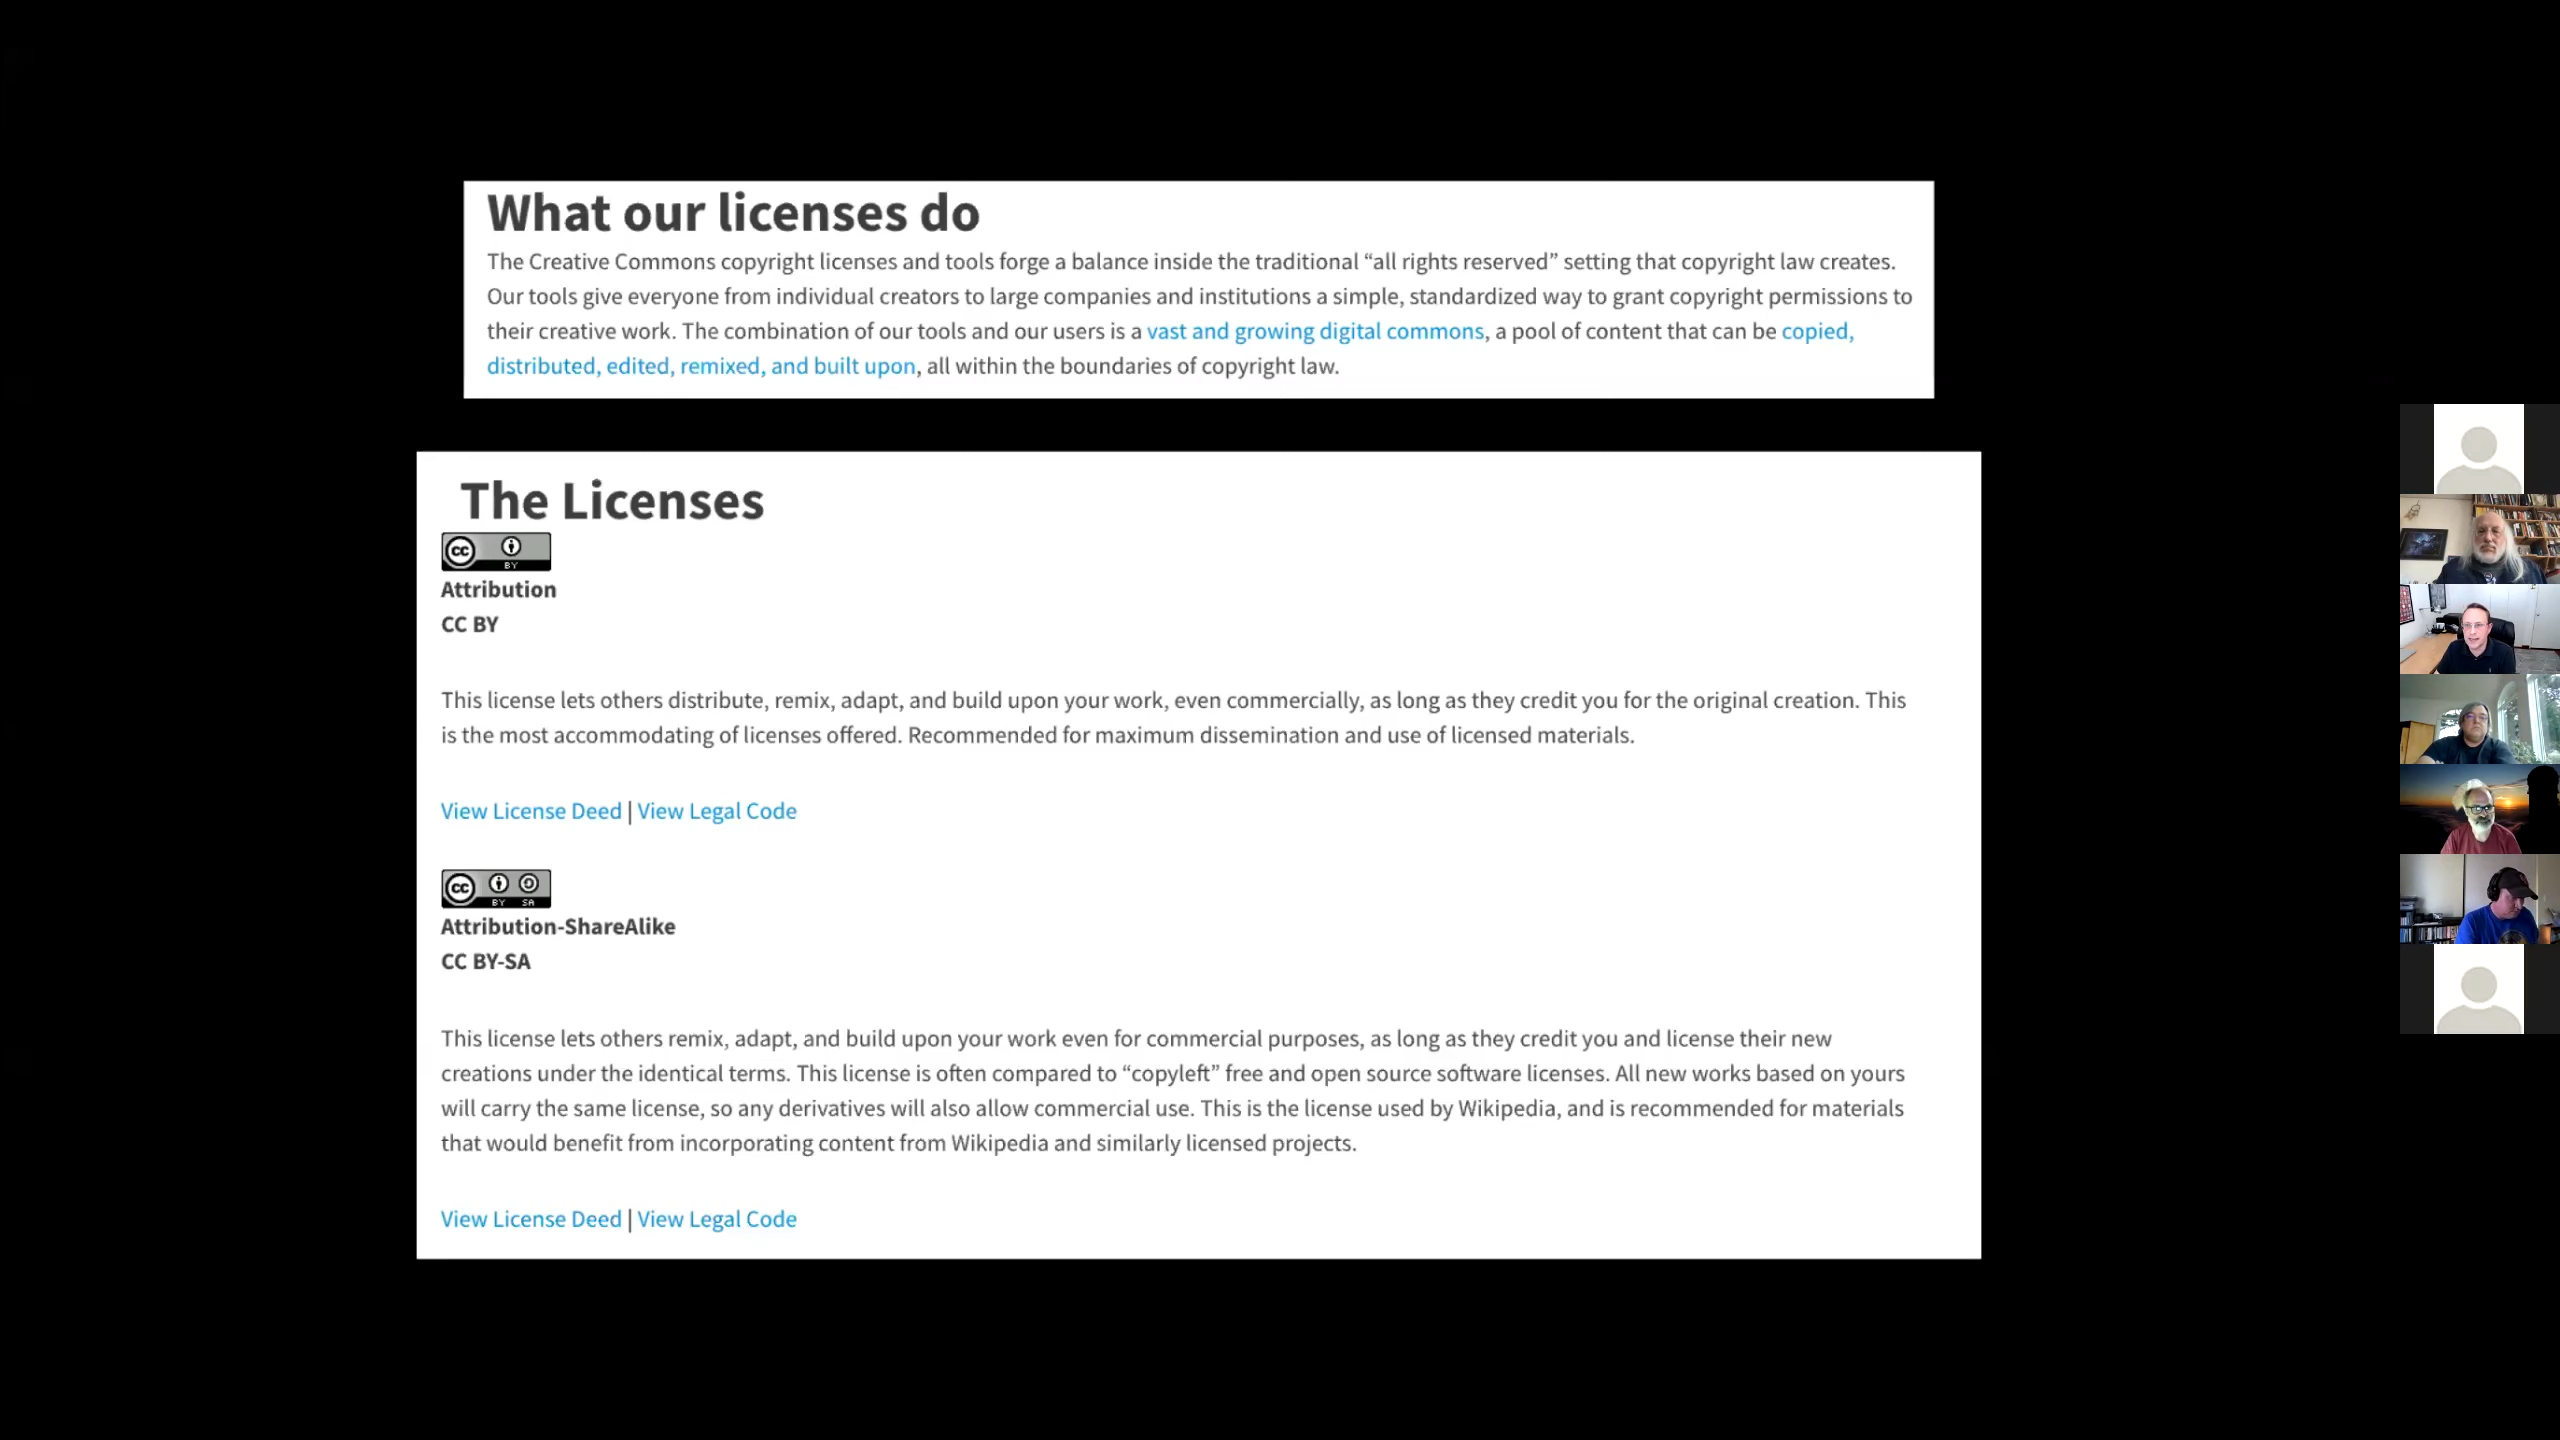 What our licenses do
The Creative Commons copyright licenses and tools forge a balance inside the traditional “all rights reserved” setting that copyright law creates.
Our tools give everyone from individual creators to large companies and institutions a simple, standardized way to grant copyright permissions to
their creative work. The combination of our tools and our users is a vast and growing digital commons, a pool of content that can be copied,
distributed, edited, remixed, and built upon, all within the boundaries of copyright law.
The Licenses
cc BY
Attribution
CC BY
This license lets others distribute, remix, adapt, and build upon your work, even commercially, as long as they credit you for the original creation. This
is the most accommodating of licenses offered. Recommended for maximum dissemination and use of licensed materials.
View License Deed | View Legal Code
cc BY SA
Attribution-ShareAlike
CC BY-SA
This license lets others remix, adapt, and build upon your work even for commercial purposes, as long as they credit you and license their new
creations under the identical terms. This license is often compared to “copyleft” free and open source software licenses. All new works based on yours
will carry the same license, so any derivatives will also allow commercial use. This is the license used by Wikipedia, and is recommended for materials
that would benefit from incorporating content from Wikipedia and similarly licensed projects.
View License Deed | View Legal Code